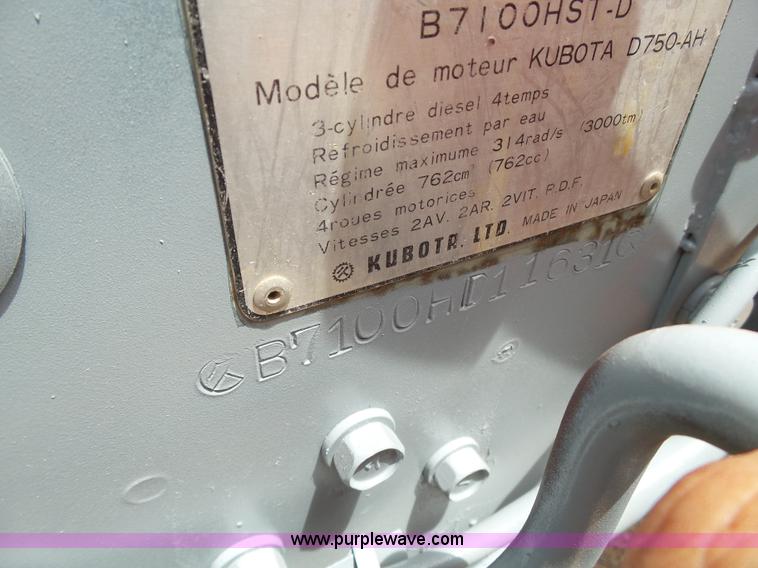 B7100HST-D
Modèle de moteur KUBOTA D750-AH
3-cylindre diesel 4temps
Refroidissement par eau
Régime maximume 314rad/s (3000tm)
Cylindrée 762cm³ (762cc)
4roues motorices
Vitesses 2AV. 2AR. 2VIT. P.D.F.
KUBOTA, LTD. MADE IN JAPAN
B7100HD11631
www.purplewave.com